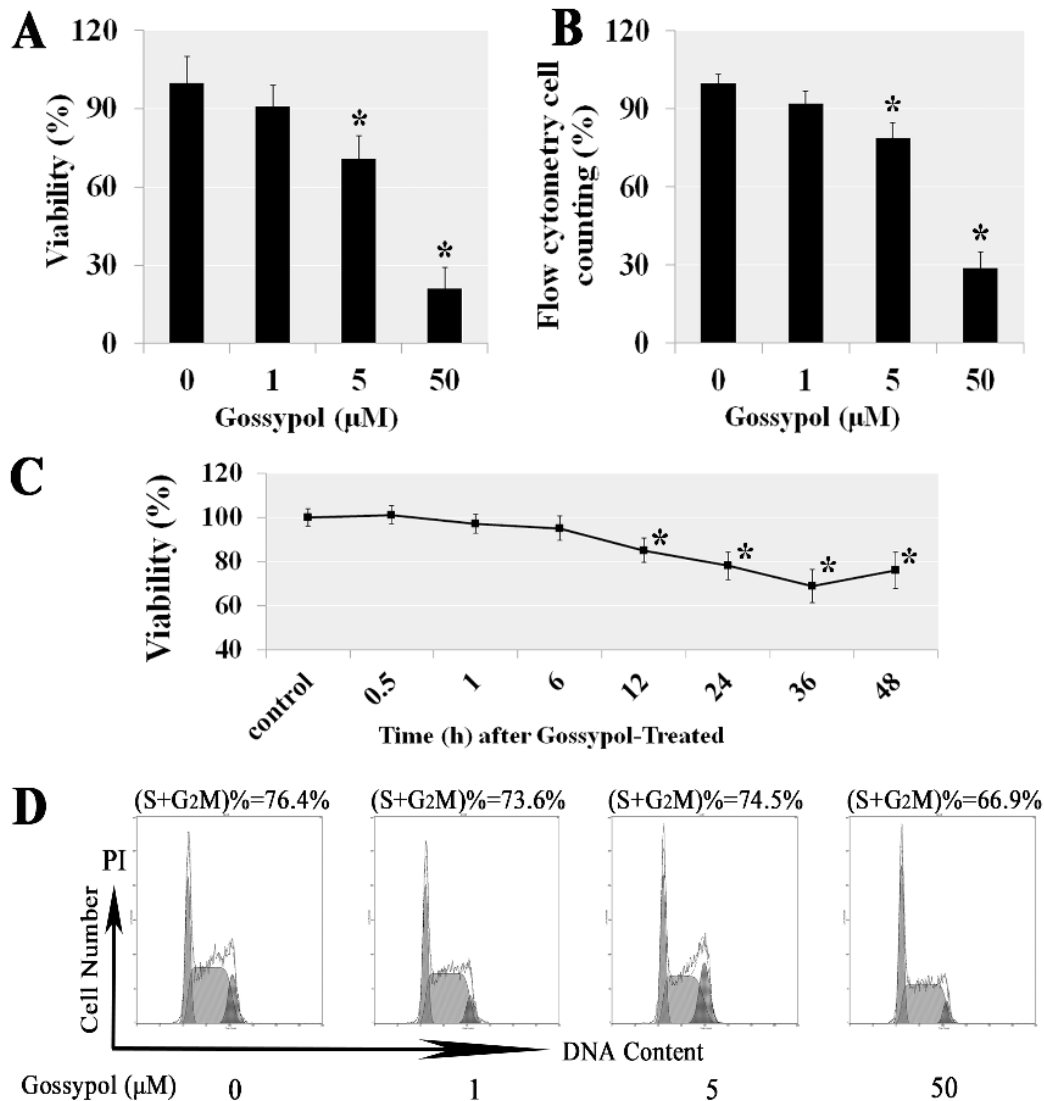 A
Viability (%)
120
90
60
30
0
*
*
0 1 5 50
Gossypol (μM)
B
Flow cytometry cell
counting (%)
120
90
60
30
0
*
*
0 1 5 50
Gossypol (μM)
C
Viability (%)
120
100
80
60
40
* * * *
control 0.5 1 6 12 24 36 48
Time (h) after Gossypol-Treated
D
(S+G2M)%=76.4% (S+G2M)%=73.6% (S+G2M)%=74.5% (S+G2M)%=66.9%
PI
Cell Number
DNA Content
Gossypol (μM) 0 1 5 50